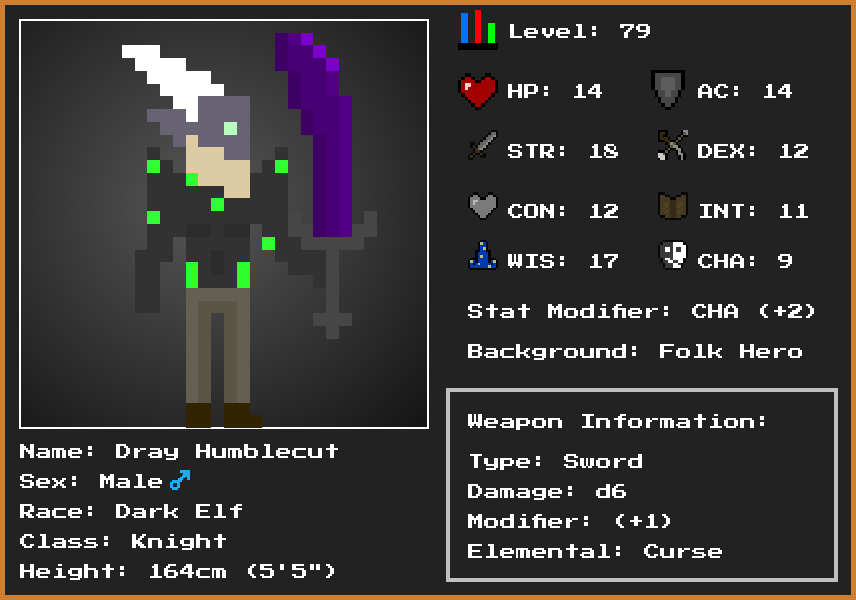 Level: 79
HP: 14 AC: 14
STR: 18 DEX: 12
CON: 12 INT: 11
WIS: 17 CHA: 9
Stat Modifier: CHA (+2)
Background: Folk Hero
Weapon Information:
Type: Sword
Damage: d6
Modifier: (+1)
Elemental: Curse
Name: Dray Humblecut
Sex: Male ♂
Race: Dark Elf
Class: Knight
Height: 164cm (5'5")